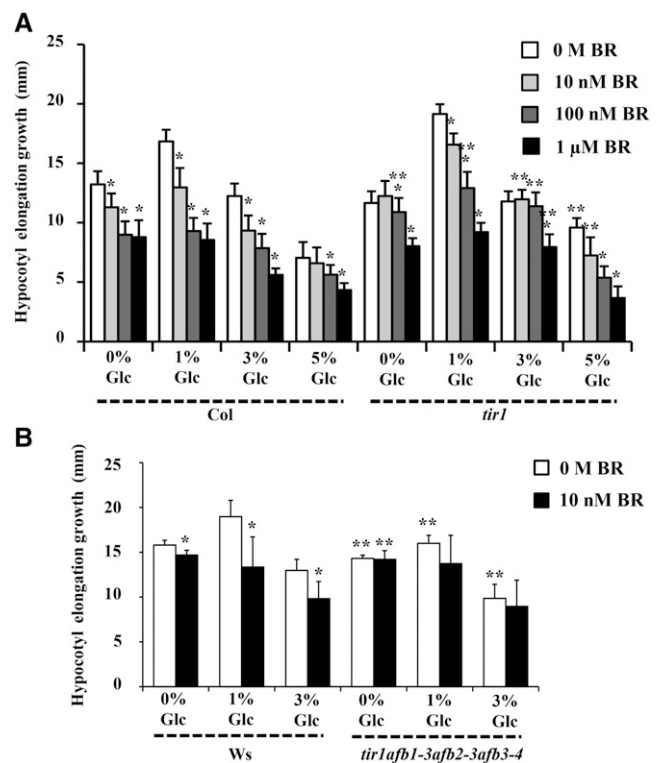 A
Hypocotyl elongation growth (mm)
25
20
15
10
5
0
0 M BR
10 nM BR
100 nM BR
1 µM BR
* * * * * * * * * * * ** * * * ** * * ** ** ** * ** ** * *
0% Glc 1% Glc 3% Glc 5% Glc 0% Glc 1% Glc 3% Glc 5% Glc
Col tir1
B
Hypocotyl elongation growth (mm)
25
20
15
10
5
0
0 M BR
10 nM BR
* * * ** ** ** **
0% Glc 1% Glc 3% Glc 0% Glc 1% Glc 3% Glc
Ws tir1afb1-3afb2-3afb3-4